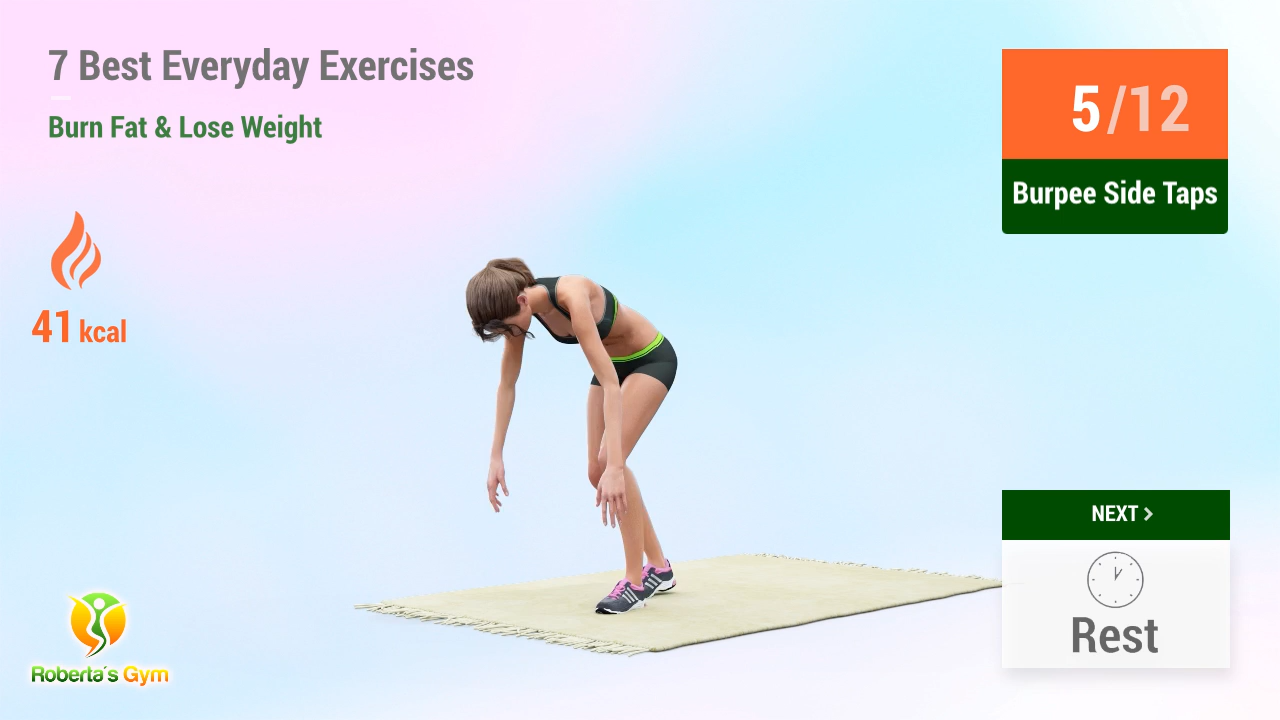 7 Best Everyday Exercises
Burn Fat & Lose Weight
5/12
Burpee Side Taps
41 kcal
NEXT >
Rest
Roberta´s Gym